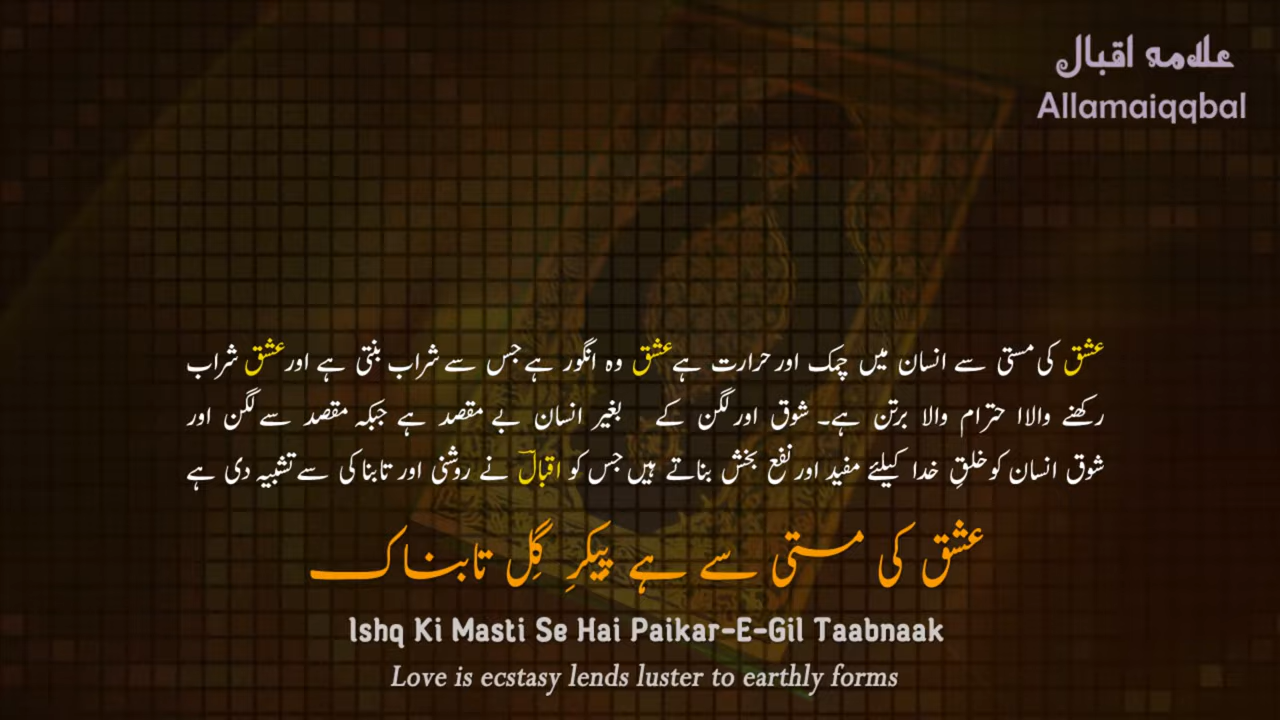 علامہ اقبال
Allamaiqqbal
عشق کی مستی سے انسان میں چمک اور حرارت ہے عشق وہ انگور ہے جس سے شراب بنتی ہے اور عشق شراب
رکھنے والاا حترام والا برتن ہے۔ شوق اور لگن کے بغیر انسان بے مقصد ہے جبکہ مقصد سے لگن اور
شوق انسان کو خلقِ خدا کیلئے مفید اور نفع بخش بناتے ہیں جس کو اقبالؔ نے روشنی اور تابناکی سے تشبیہ دی ہے
عشق کی مستی سے ہے پیکرِ گِل تابناک
Ishq Ki Masti Se Hai Paikar-E-Gil Taabnaak
Love is ecstasy lends luster to earthly forms